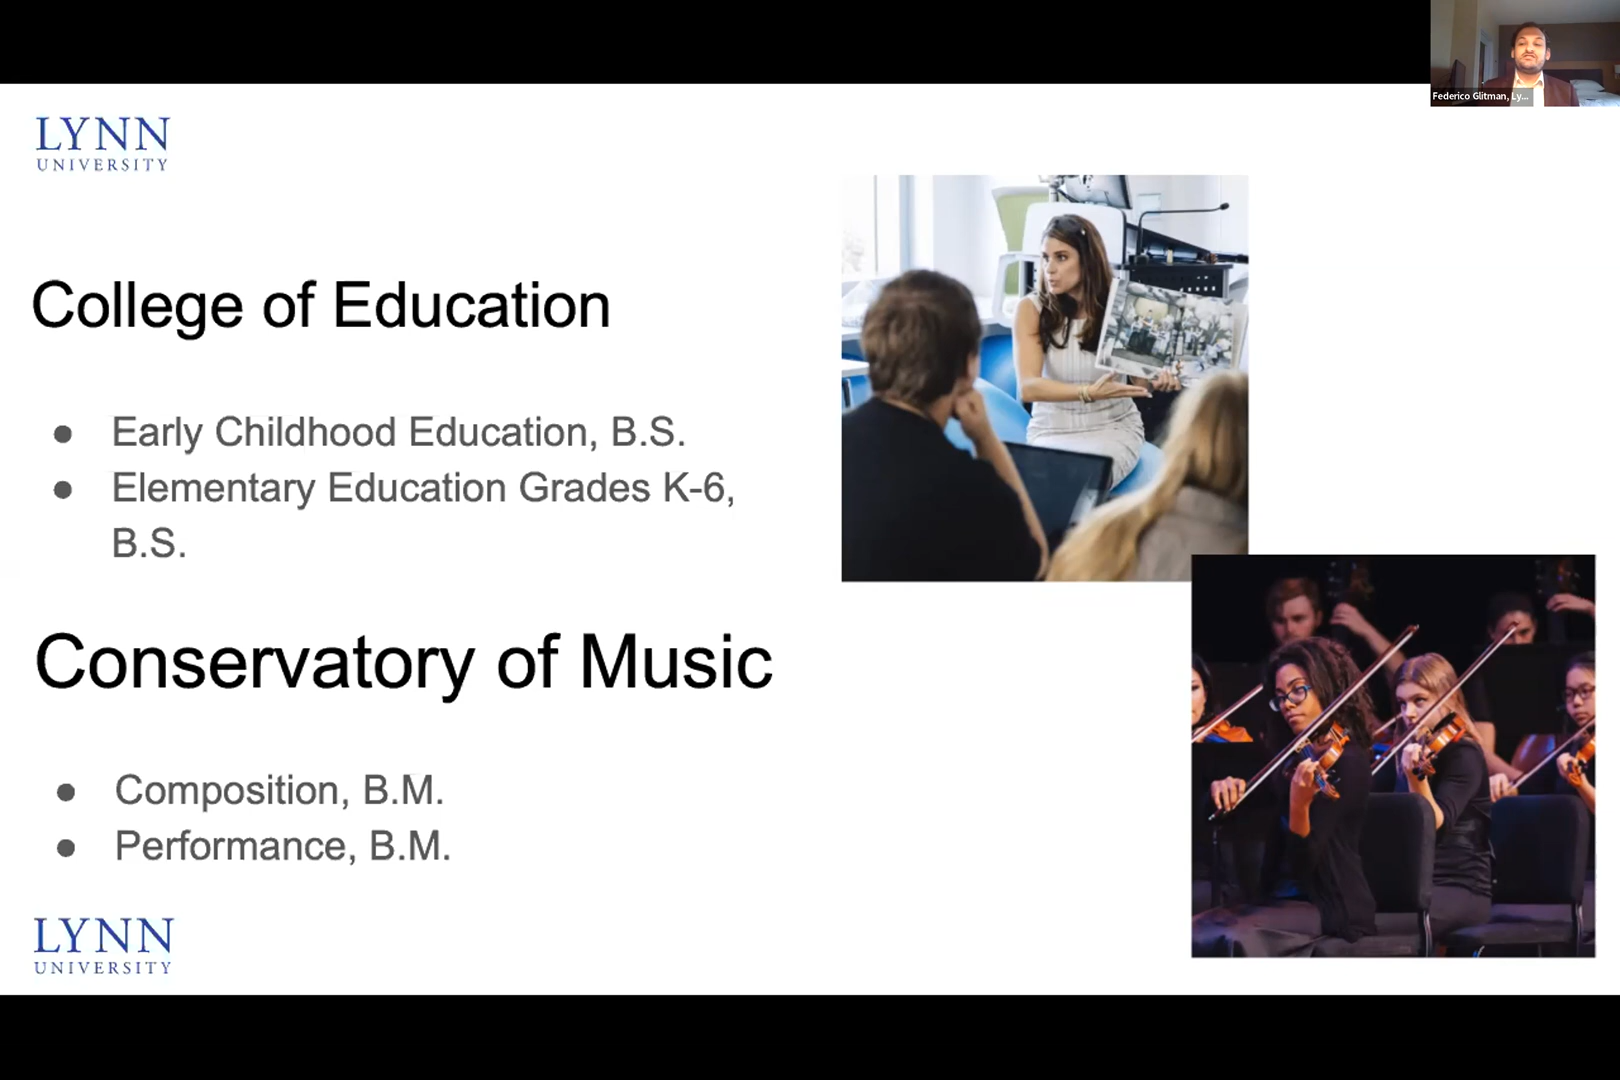 Federico Glitman, Ly...
LYNN
UNIVERSITY
College of Education
● Early Childhood Education, B.S.
● Elementary Education Grades K-6,
B.S.
Conservatory of Music
● Composition, B.M.
● Performance, B.M.
LYNN
UNIVERSITY